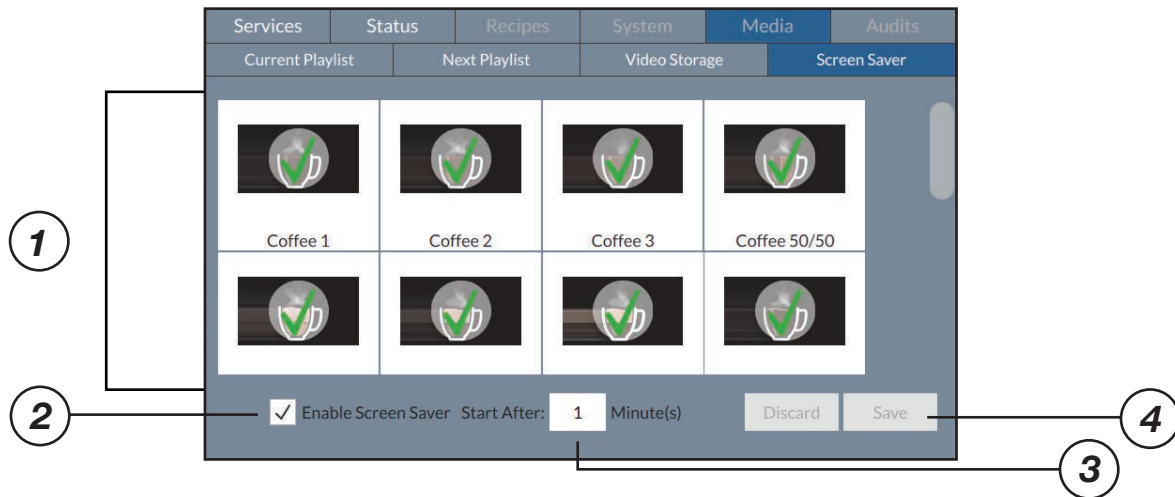 Services Status Recipes System Media Audits
Current Playlist Next Playlist Video Storage Screen Saver
1
Coffee 1 Coffee 2 Coffee 3 Coffee 50/50
2 Enable Screen Saver Start After: 1 Minute(s) Discard Save 4
3